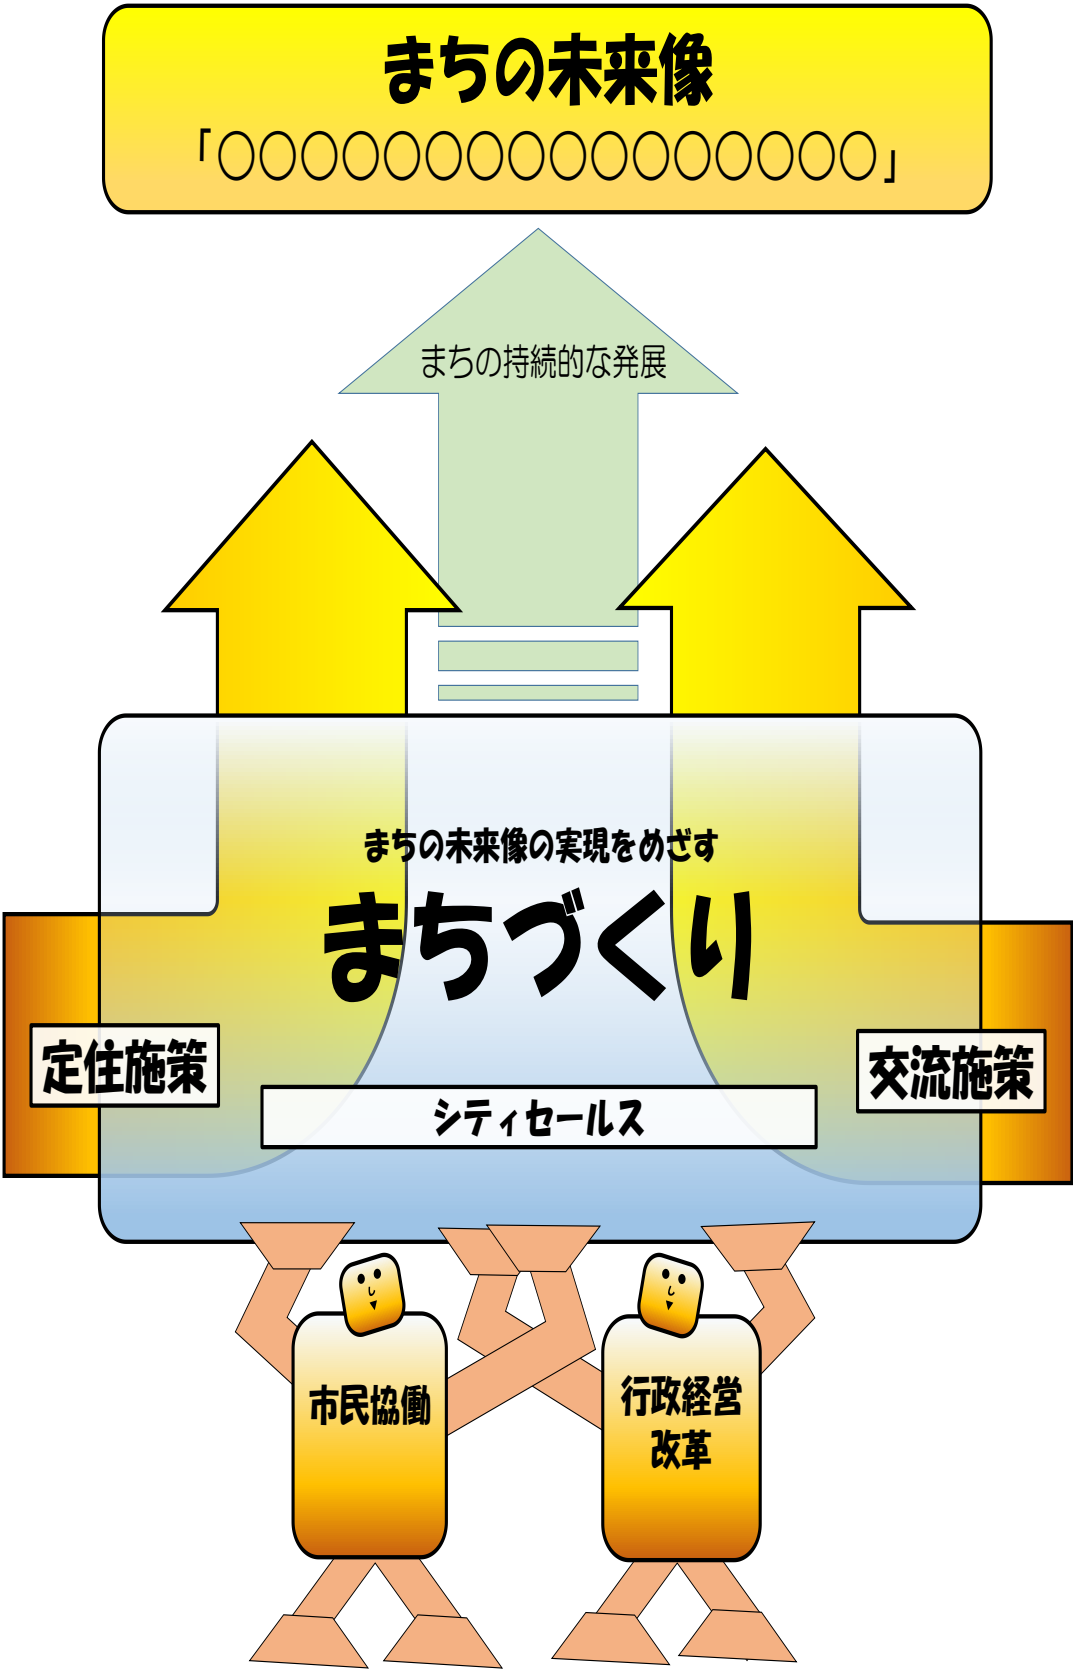 まちの未来像
「○○○○○○○○○○○○○○○○」
まちの持続的な発展
まちの未来像の実現をめざす
まちづくり
定住施策
交流施策
シティセールス
市民協働
行政経営
改革